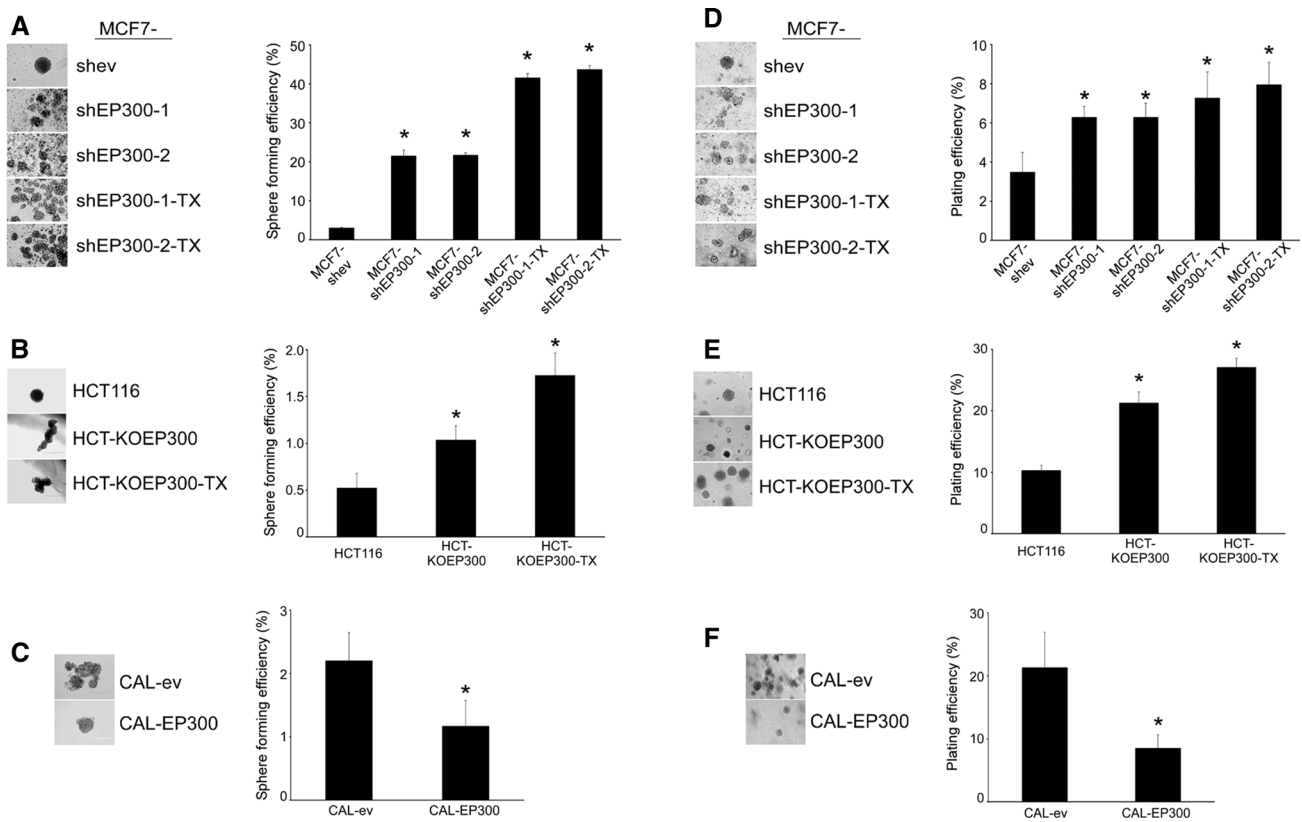 A
MCF7-
shev
shEP300-1
shEP300-2
shEP300-1-TX
shEP300-2-TX
Sphere forming efficiency (%)
50
40
30
20
10
0
*
*
*
*
MCF7-
shev
MCF7-
shEP300-1
MCF7-
shEP300-2
MCF7-
shEP300-1-TX
MCF7-
shEP300-2-TX
D
MCF7-
shev
shEP300-1
shEP300-2
shEP300-1-TX
shEP300-2-TX
Plating efficiency (%)
10
8
6
4
2
0
*
*
*
*
MCF7-
shev
MCF7-
shEP300-1
MCF7-
shEP300-2
MCF7-
shEP300-1-TX
MCF7-
shEP300-2-TX
B
HCT116
HCT-KOEP300
HCT-KOEP300-TX
Sphere forming efficiency (%)
2.0
1.5
1.0
0.5
0
*
*
HCT116
HCT-
KOEP300
HCT-
KOEP300-TX
E
HCT116
HCT-KOEP300
HCT-KOEP300-TX
Plating efficiency (%)
30
20
10
0
*
*
HCT116
HCT-
KOEP300
HCT-
KOEP300-TX
C
CAL-ev
CAL-EP300
Sphere forming efficiency (%)
3
2
1
0
*
CAL-ev
CAL-EP300
F
CAL-ev
CAL-EP300
Plating efficiency (%)
30
20
10
0
*
CAL-ev
CAL-EP300